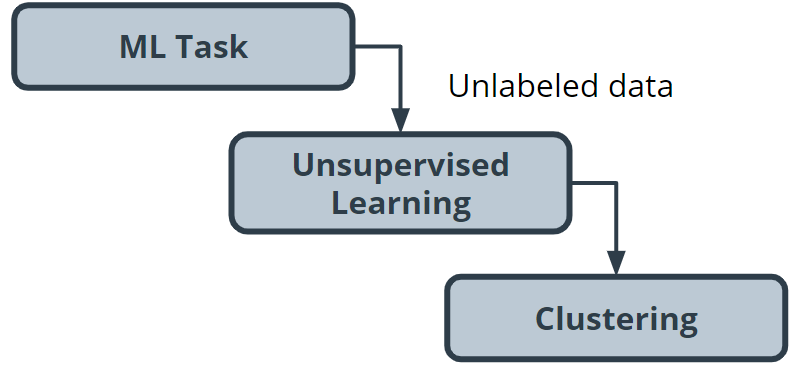 ML Task
Unlabeled data
Unsupervised
Learning
Clustering